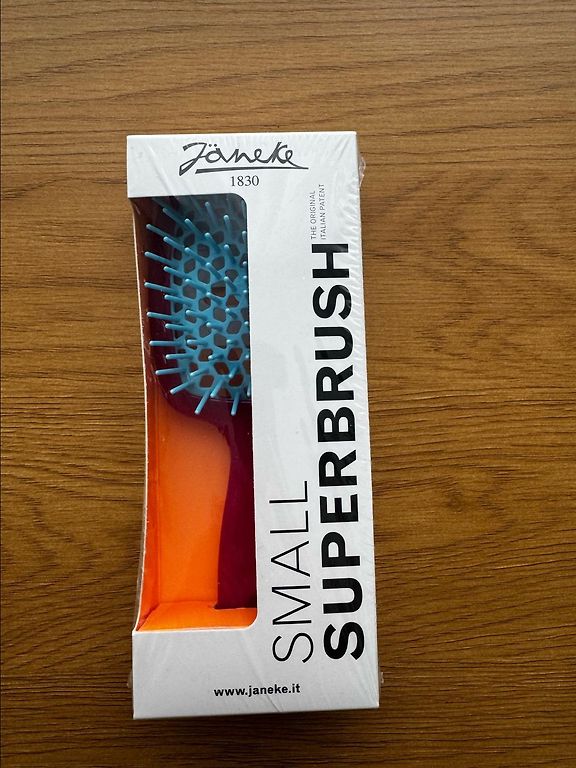 Jäneke
1830
THE ORIGINAL
ITALIAN PATENT
SMALL
SUPERBRUSH
www.janeke.it